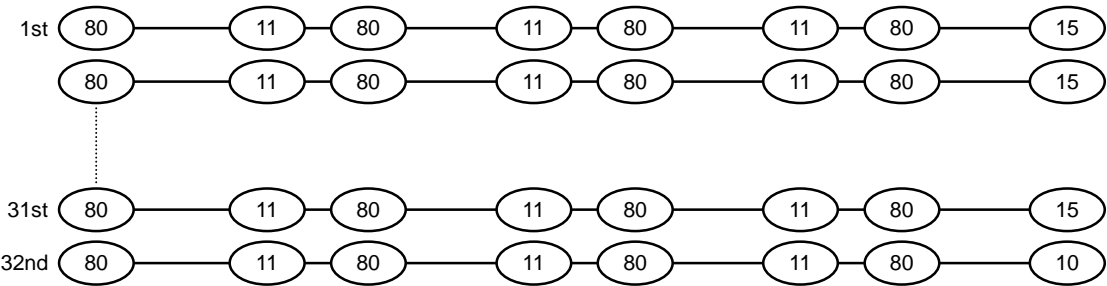 1st 80 11 80 11 80 11 80 15
80 11 80 11 80 11 80 15
31st 80 11 80 11 80 11 80 15
32nd 80 11 80 11 80 11 80 10